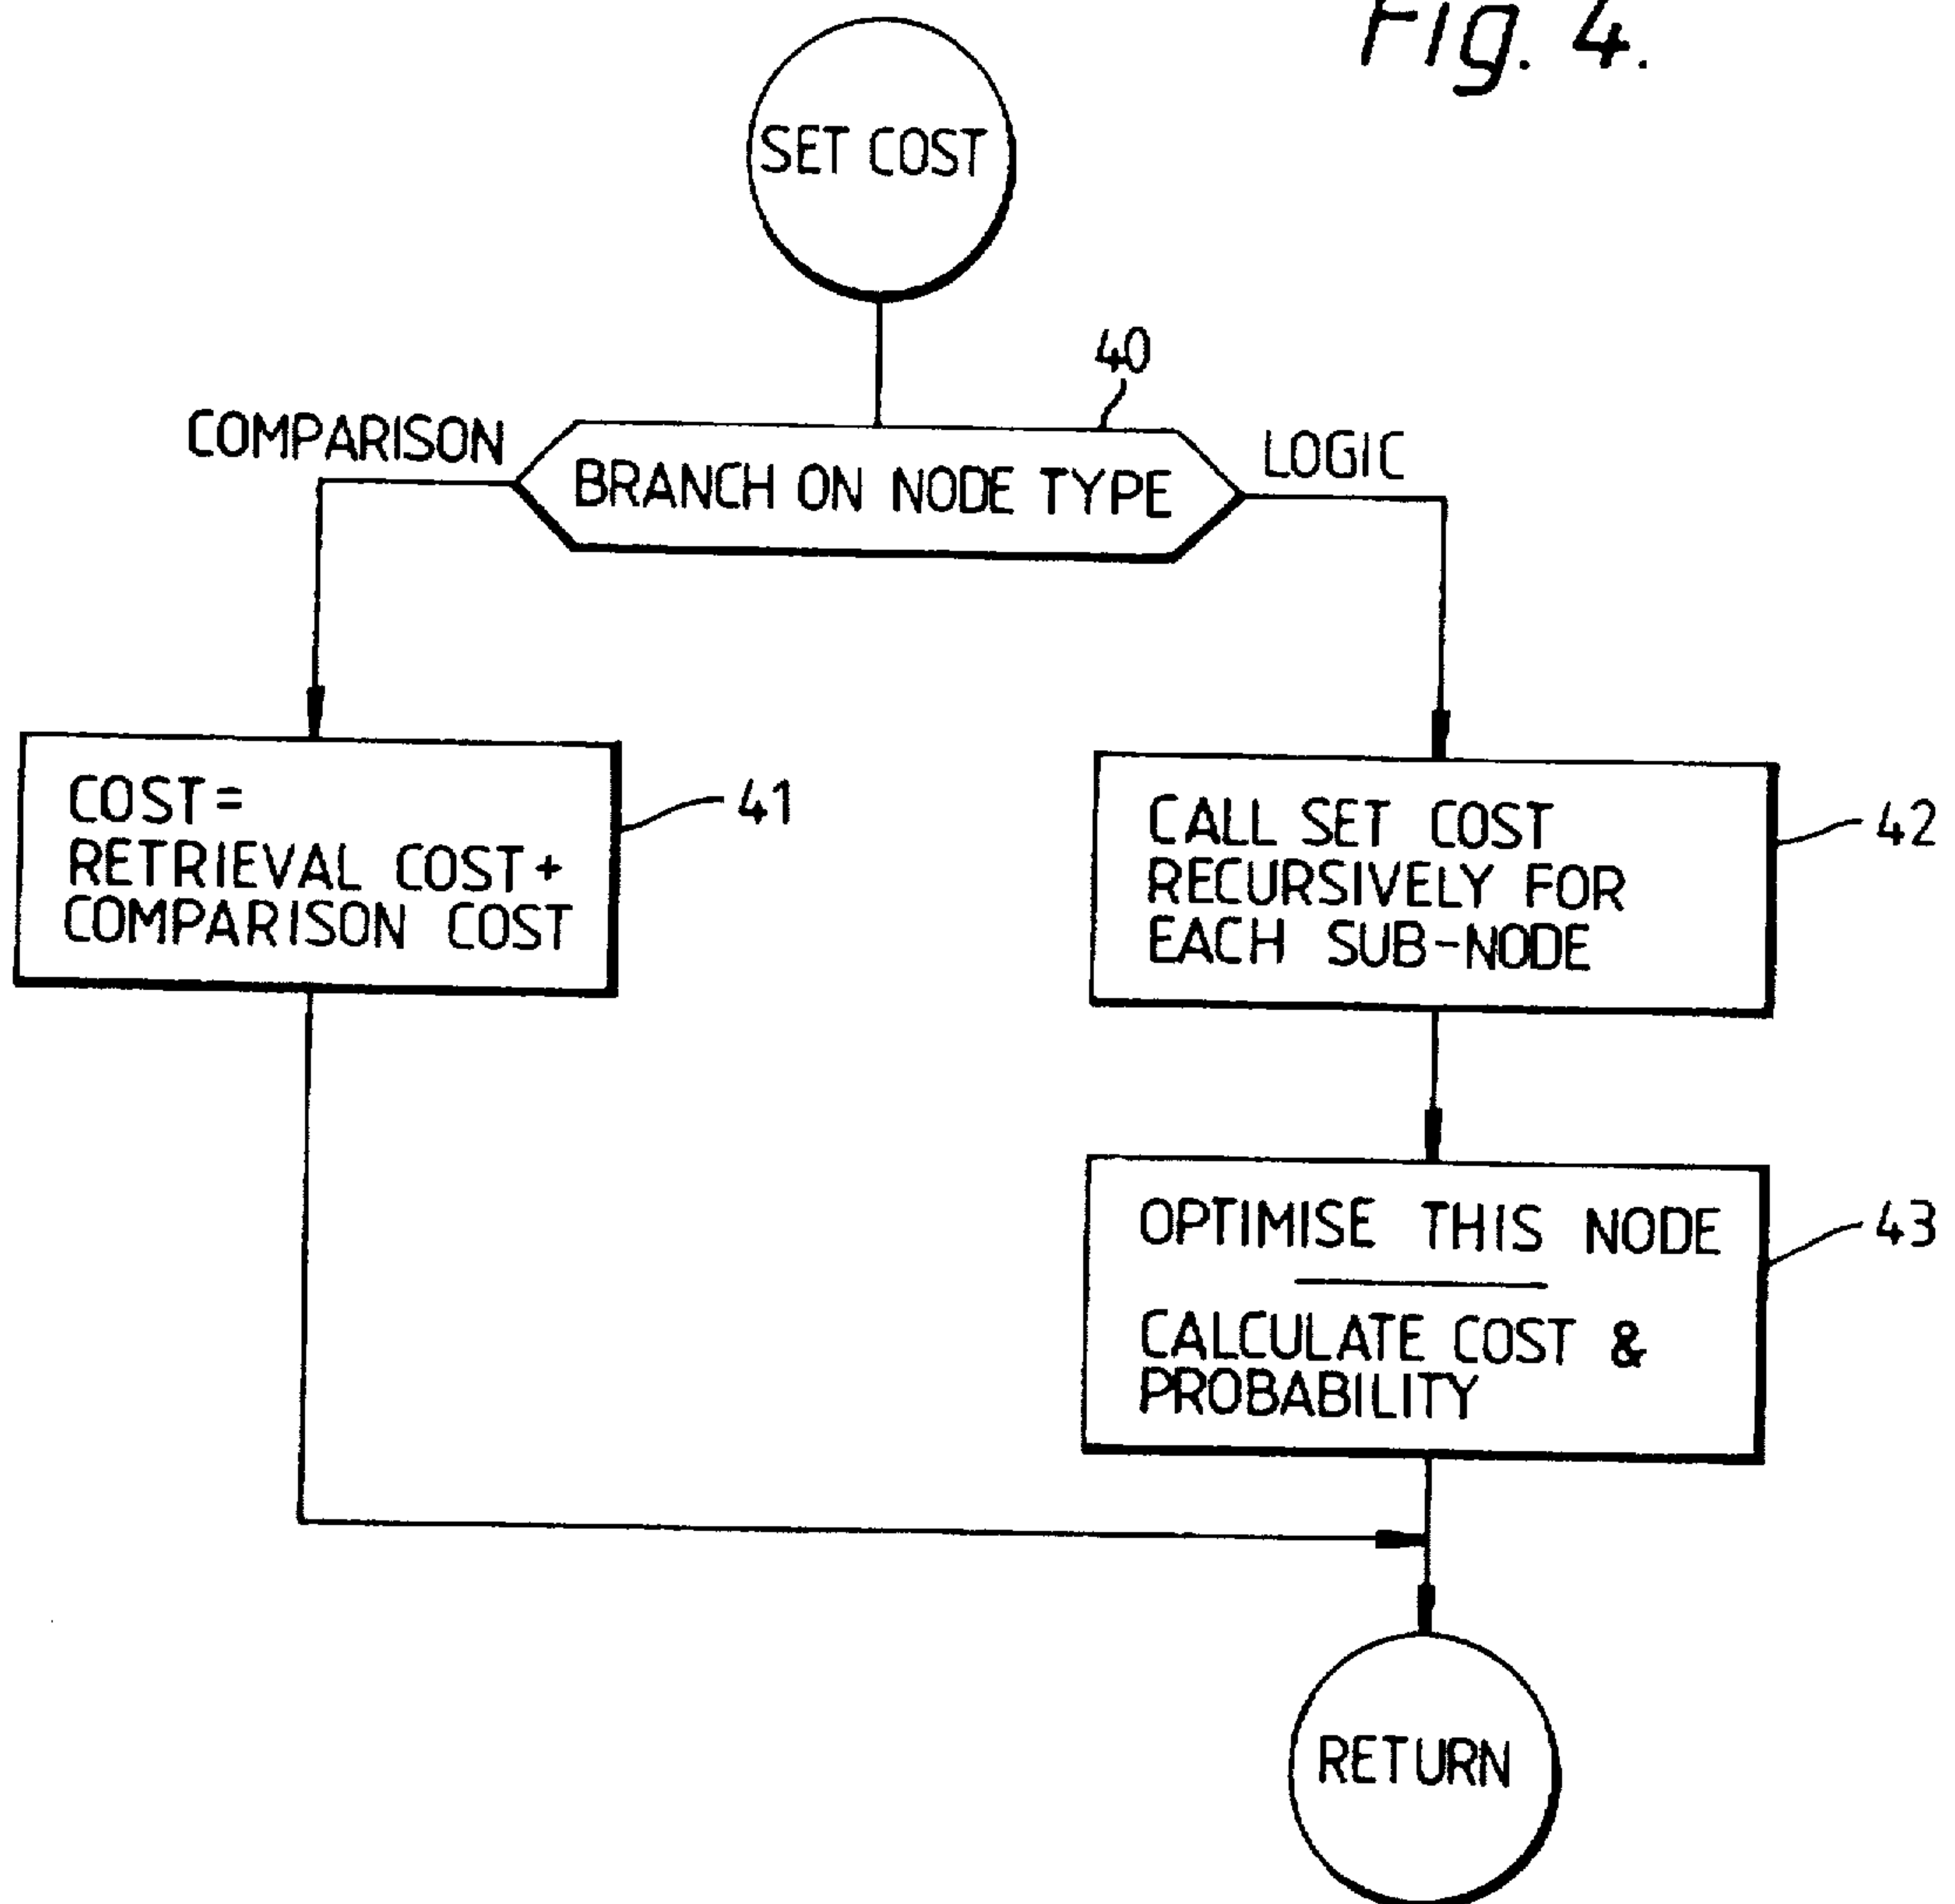 Fig. 4.
SET COST
40
COMPARISON
BRANCH ON NODE TYPE
LOGIC
COST=
RETRIEVAL COST+
COMPARISON COST
41
CALL SET COST
RECURSIVELY FOR
EACH SUB-NODE
42
OPTIMISE THIS NODE
CALCULATE COST &
PROBABILITY
43
RETURN